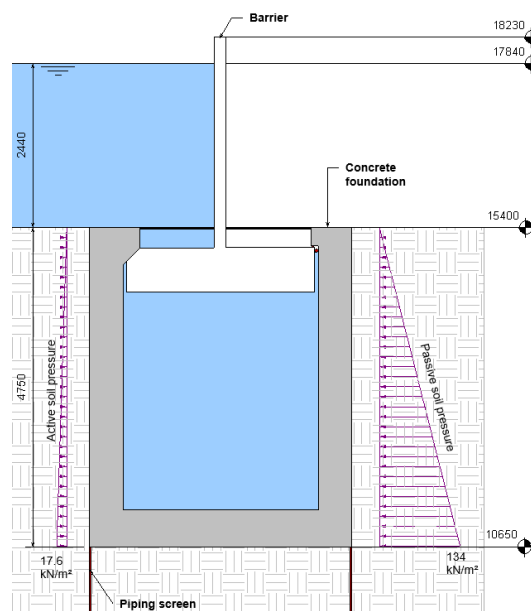 Barrier
18230
17840
2440
Concrete
foundation
15400
4750
Active soil pressure
Passive soil pressure
10650
17.6
kN/m²
134
kN/m²
Piping screen